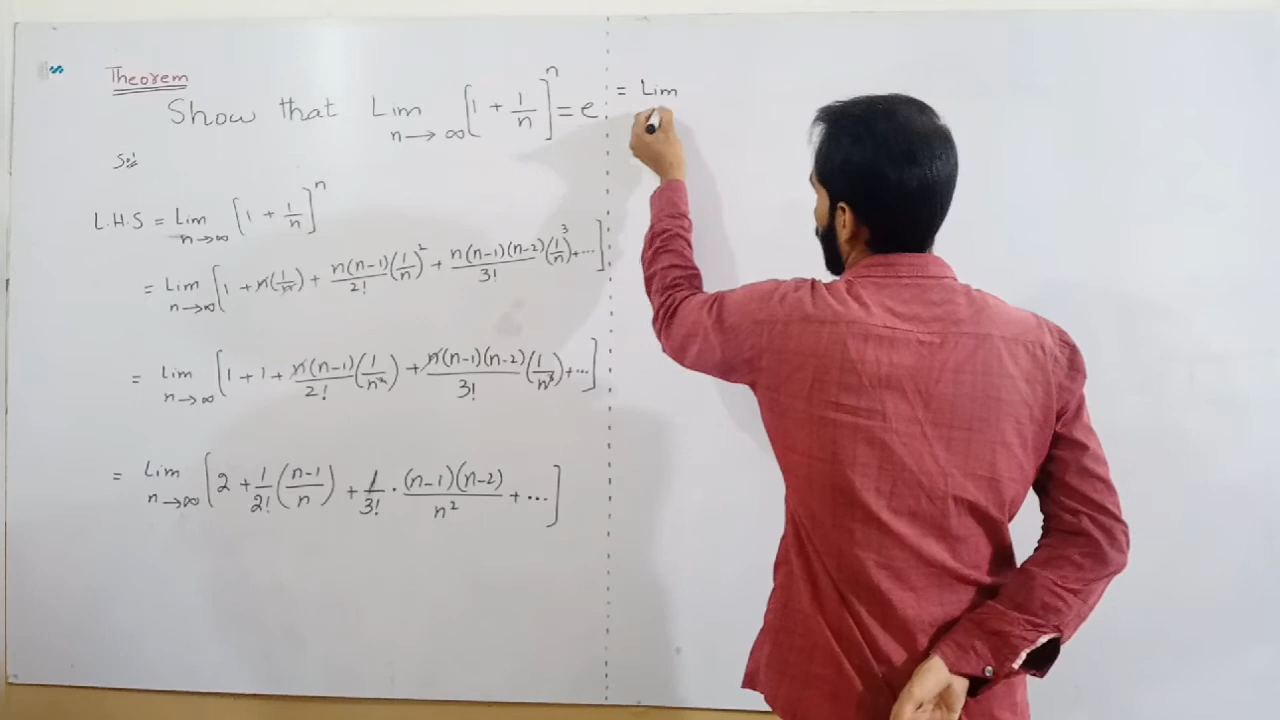 Theorem
Show that Lim n→∞ [1 + 1/n]^n = e
Sol
L.H.S = Lim n→∞ [1 + 1/n]^n
= Lim n→∞ [1 + n(1/n) + n(n-1)/2! (1/n)^2 + n(n-1)(n-2)/3! (1/n)^3 + ...]
= Lim n→∞ [1 + 1 + n(n-1)/2! (1/n^2) + n(n-1)(n-2)/3! (1/n^3) + ...]
= Lim n→∞ [2 + 1/2! (n-1/n) + 1/3! · (n-1)(n-2)/n^2 + ...]
= Lim